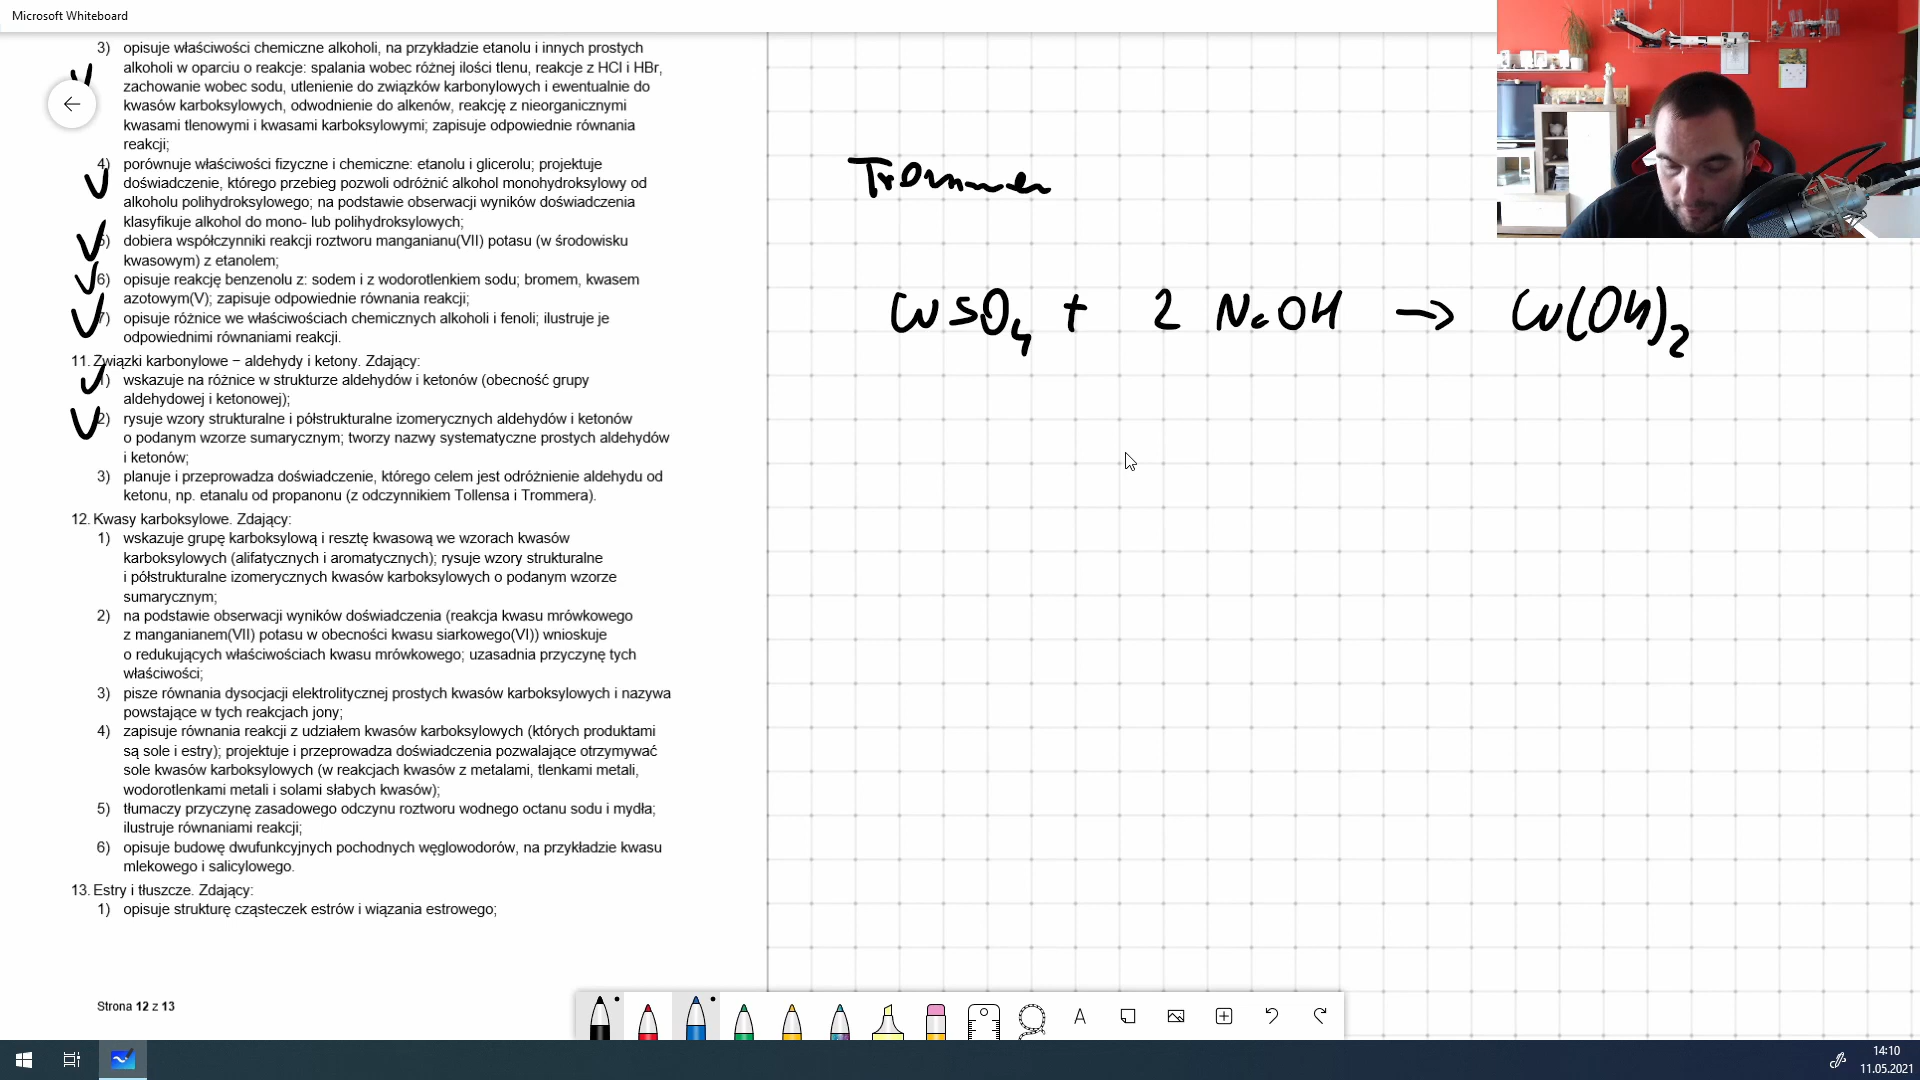 Microsoft Whiteboard
3) opisuje właściwości chemiczne alkoholi, na przykładzie etanolu i innych prostych
alkoholi w oparciu o reakcje: spalania wobec różnej ilości tlenu, reakcje z HCl i HBr,
zachowanie wobec sodu, utlenienie do związków karbonylowych i ewentualnie do
kwasów karboksylowych, odwodnienie do alkenów, reakcję z nieorganicznymi
kwasami tlenowymi i kwasami karboksylowymi; zapisuje odpowiednie równania
reakcji;
4) porównuje właściwości fizyczne i chemiczne: etanolu i glicerolu; projektuje
doświadczenie, którego przebieg pozwoli odróżnić alkohol monohydroksylowy od
alkoholu polihydroksylowego; na podstawie obserwacji wyników doświadczenia
klasyfikuje alkohol do mono- lub polihydroksylowych;
5) dobiera współczynniki reakcji roztworu manganianu(VII) potasu (w środowisku
kwasowym) z etanolem;
6) opisuje reakcję benzenolu z: sodem i z wodorotlenkiem sodu; bromem, kwasem
azotowym(V); zapisuje odpowiednie równania reakcji;
7) opisuje różnice we właściwościach chemicznych alkoholi i fenoli; ilustruje je
odpowiednimi równaniami reakcji.
11. Związki karbonylowe − aldehydy i ketony. Zdający:
1) wskazuje na różnice w strukturze aldehydów i ketonów (obecność grupy
aldehydowej i ketonowej);
2) rysuje wzory strukturalne i półstrukturalne izomerycznych aldehydów i ketonów
o podanym wzorze sumarycznym; tworzy nazwy systematyczne prostych aldehydów
i ketonów;
3) planuje i przeprowadza doświadczenie, którego celem jest odróżnienie aldehydu od
ketonu, np. etanalu od propanonu (z odczynnikiem Tollensa i Trommera).
12. Kwasy karboksylowe. Zdający:
1) wskazuje grupę karboksylową i resztę kwasową we wzorach kwasów
karboksylowych (alifatycznych i aromatycznych); rysuje wzory strukturalne
i półstrukturalne izomerycznych kwasów karboksylowych o podanym wzorze
sumarycznym;
2) na podstawie obserwacji wyników doświadczenia (reakcja kwasu mrówkowego
z manganianem(VII) potasu w obecności kwasu siarkowego(VI)) wnioskuje
o redukujących właściwościach kwasu mrówkowego; uzasadnia przyczynę tych
właściwości;
3) pisze równania dysocjacji elektrolitycznej prostych kwasów karboksylowych i nazywa
powstające w tych reakcjach jony;
4) zapisuje równania reakcji z udziałem kwasów karboksylowych (których produktami
są sole i estry); projektuje i przeprowadza doświadczenia pozwalające otrzymywać
sole kwasów karboksylowych (w reakcjach kwasów z metalami, tlenkami metali,
wodorotlenkami metali i solami słabych kwasów);
5) tłumaczy przyczynę zasadowego odczynu roztworu wodnego octanu sodu i mydła;
ilustruje równaniami reakcji;
6) opisuje budowę dwufunkcyjnych pochodnych węglowodorów, na przykładzie kwasu
mlekowego i salicylowego.
13. Estry i tłuszcze. Zdający:
1) opisuje strukturę cząsteczek estrów i wiązania estrowego;
Strona 12 z 13
Trommer
CuSO4 + 2 NaOH → Cu(OH)2
A
14:10
11.05.2021